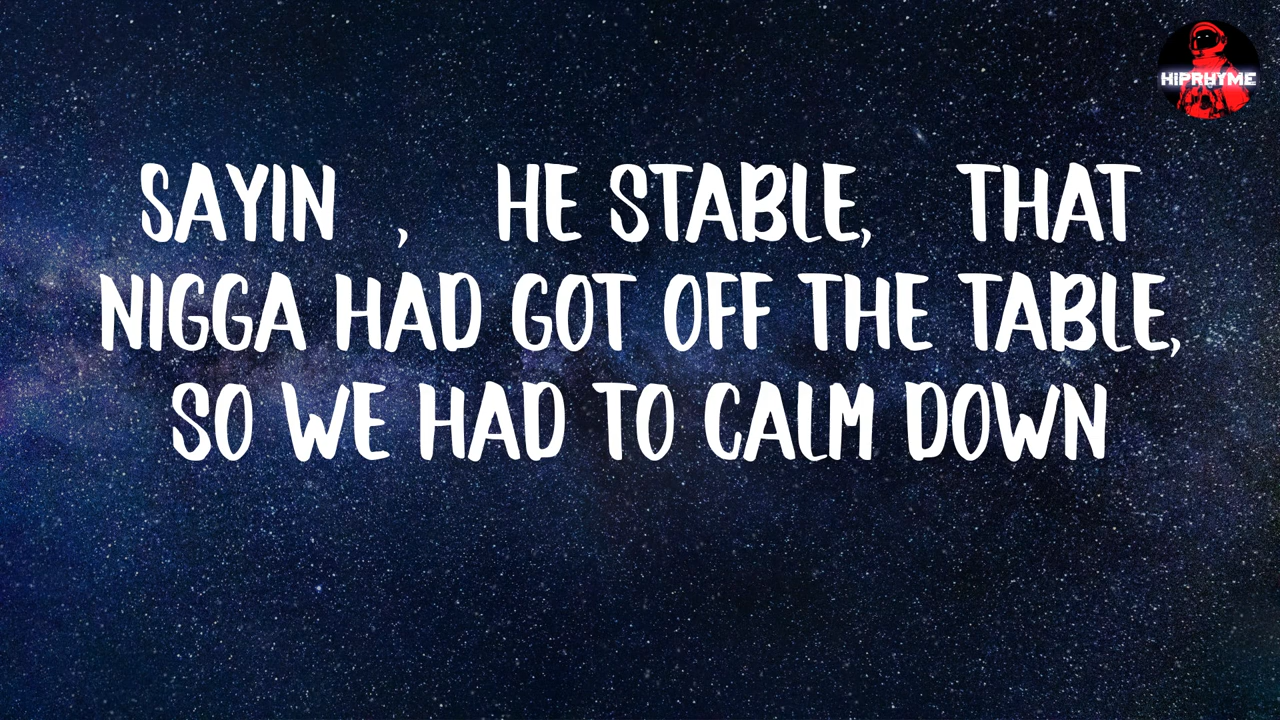 HIPRHYME
SAYIN , HE STABLE, THAT
NIGGA HAD GOT OFF THE TABLE,
SO WE HAD TO CALM DOWN